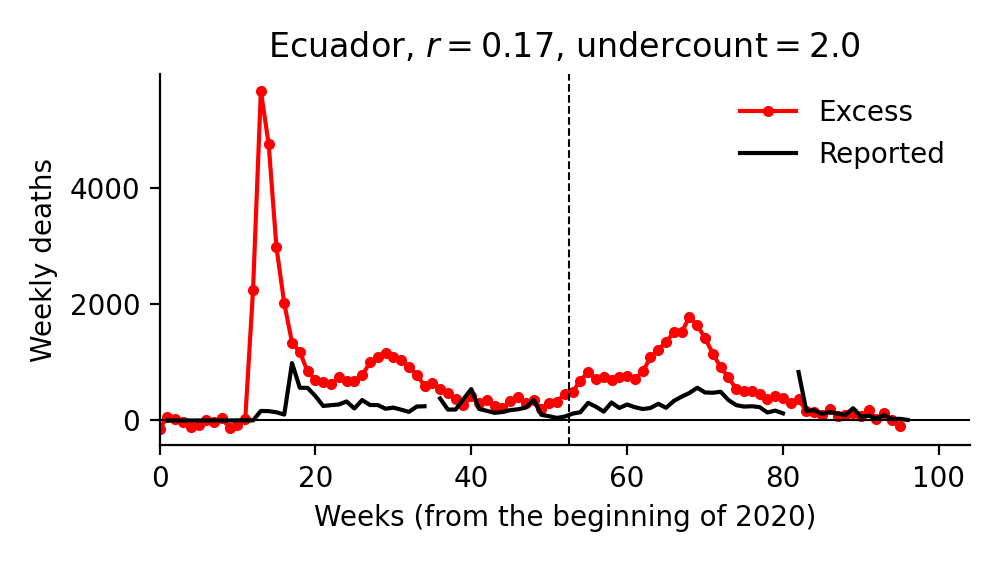 Ecuador, r = 0.17, undercount = 2.0
Excess
Reported
Weekly deaths
4000
2000
0
0 20 40 60 80 100
Weeks (from the beginning of 2020)